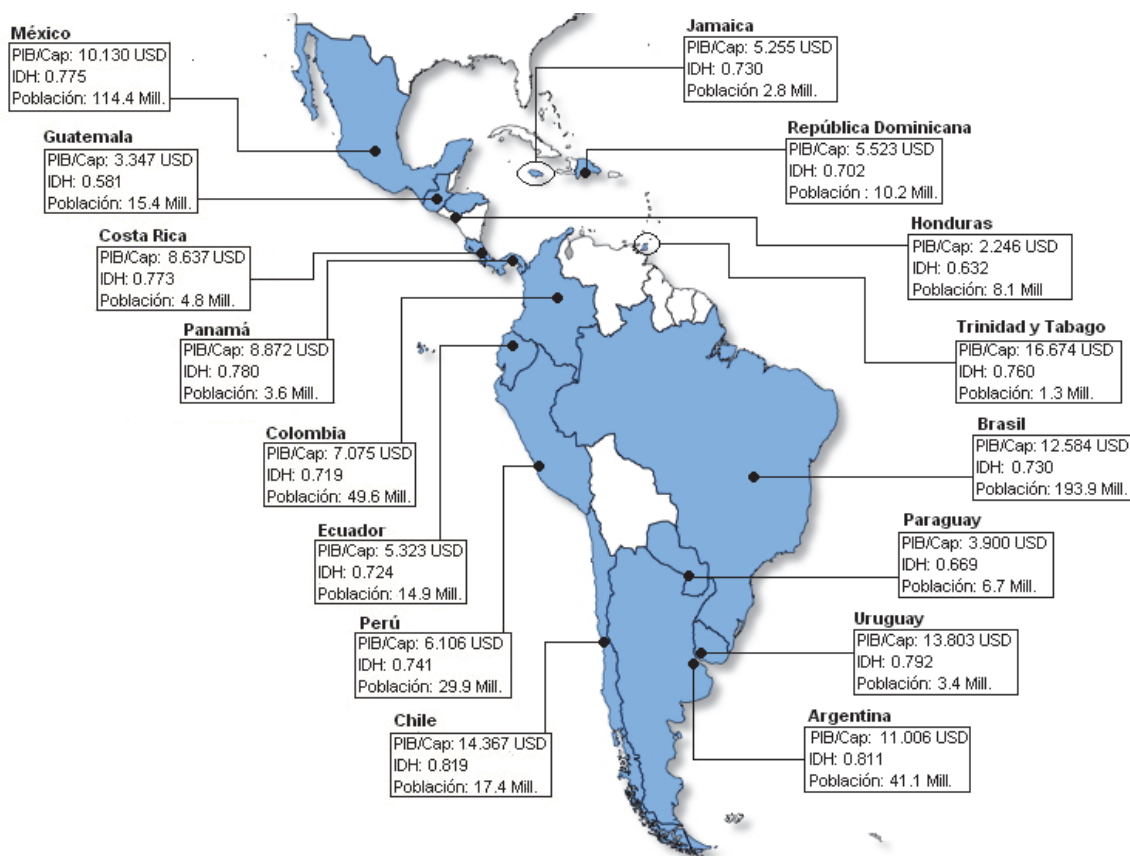 México
PIB/Cap: 10.130 USD
IDH: 0.775
Población: 114.4 Mill.
Jamaica
PIB/Cap: 5.255 USD
IDH: 0.730
Población 2.8 Mill.
Guatemala
PIB/Cap: 3.347 USD
IDH: 0.581
Población: 15.4 Mill.
República Dominicana
PIB/Cap: 5.523 USD
IDH: 0.702
Población : 10.2 Mill.
Costa Rica
PIB/Cap: 8.637 USD
IDH: 0.773
Población: 4.8 Mill.
Honduras
PIB/Cap: 2.246 USD
IDH: 0.632
Población: 8.1 Mill
Panamá
PIB/Cap: 8.872 USD
IDH: 0.780
Población: 3.6 Mill.
Trinidad y Tabago
PIB/Cap: 16.674 USD
IDH: 0.760
Población: 1.3 Mill.
Colombia
PIB/Cap: 7.075 USD
IDH: 0.719
Población: 49.6 Mill.
Brasil
PIB/Cap: 12.584 USD
IDH: 0.730
Población: 193.9 Mill.
Ecuador
PIB/Cap: 5.323 USD
IDH: 0.724
Población: 14.9 Mill.
Paraguay
PIB/Cap: 3.900 USD
IDH: 0.669
Población: 6.7 Mill.
Perú
PIB/Cap: 6.106 USD
IDH: 0.741
Población: 29.9 Mill.
Uruguay
PIB/Cap: 13.803 USD
IDH: 0.792
Población: 3.4 Mill.
Chile
PIB/Cap: 14.367 USD
IDH: 0.819
Población: 17.4 Mill.
Argentina
PIB/Cap: 11.006 USD
IDH: 0.811
Población: 41.1 Mill.